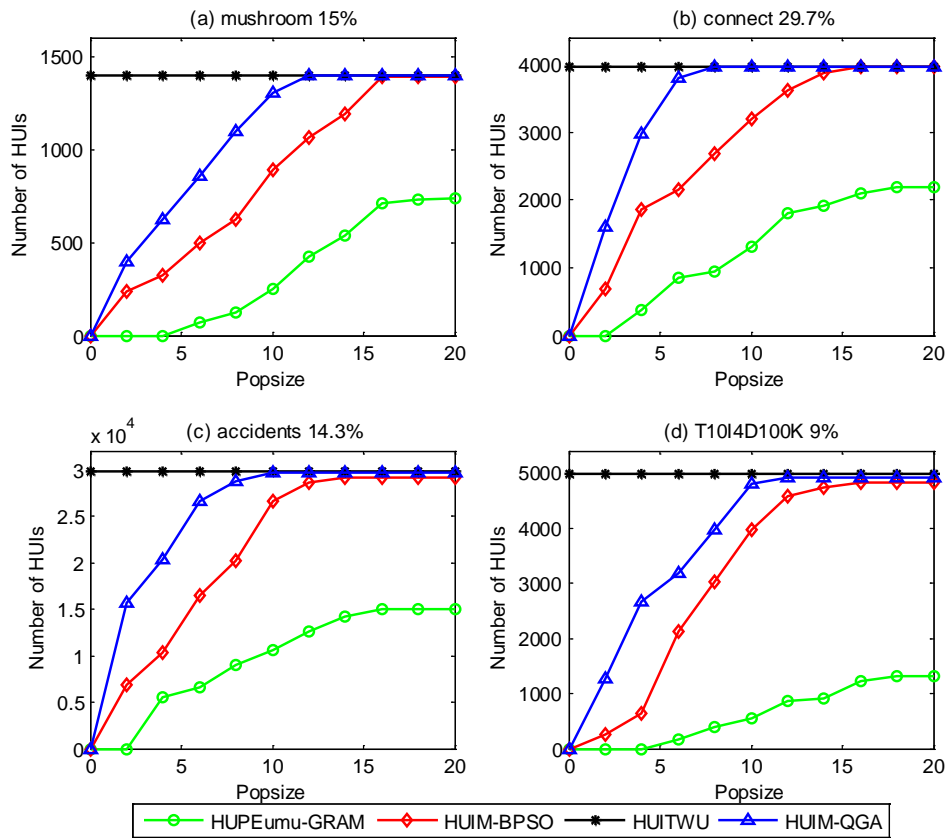 (a) mushroom 15%
1500
1000
500
0
Number of HUIs
0 5 10 15 20
Popsize
(b) connect 29.7%
4000
3000
2000
1000
0
Number of HUIs
0 5 10 15 20
Popsize
(c) accidents 14.3%
x 10^4
3
2.5
2
1.5
1
0.5
0
Number of HUIs
0 5 10 15 20
Popsize
(d) T10I4D100K 9%
5000
4000
3000
2000
1000
0
Number of HUIs
0 5 10 15 20
Popsize
HUPEumu-GRAM HUIM-BPSO HUITWU HUIM-QGA